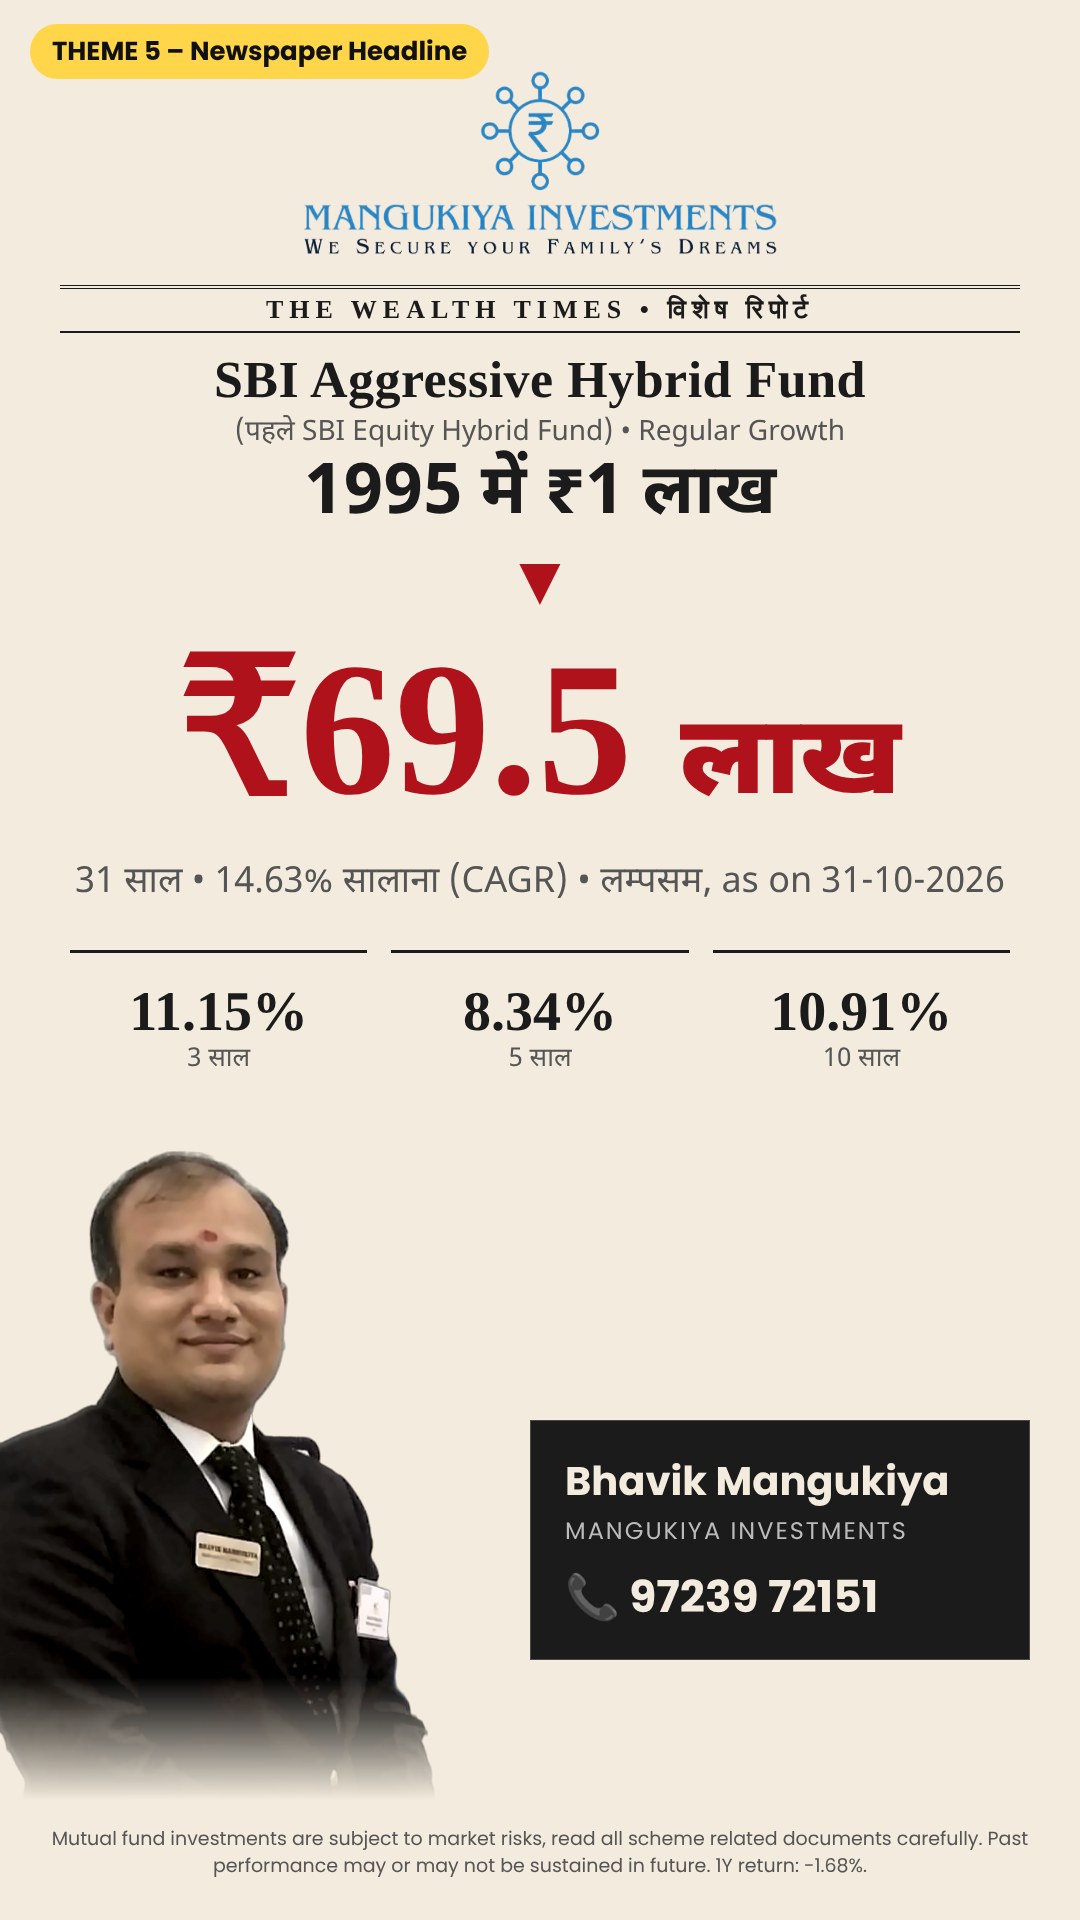 THEME 5 – Newspaper Headline
₹
MANGUKIYA INVESTMENTS
WE SECURE YOUR FAMILY'S DREAMS
THE WEALTH TIMES • विशेष रिपोर्ट
SBI Aggressive Hybrid Fund
(पहले SBI Equity Hybrid Fund) • Regular Growth
1995 में ₹1 लाख
▼
₹69.5 लाख
31 साल • 14.63% सालाना (CAGR) • लम्पसम, as on 31-10-2026
11.15% 8.34% 10.91%
3 साल 5 साल 10 साल
BHAVIK MANGUKIYA
Bhavik Mangukiya
MANGUKIYA INVESTMENTS
📞 97239 72151
Mutual fund investments are subject to market risks, read all scheme related documents carefully. Past
performance may or may not be sustained in future. 1Y return: -1.68%.